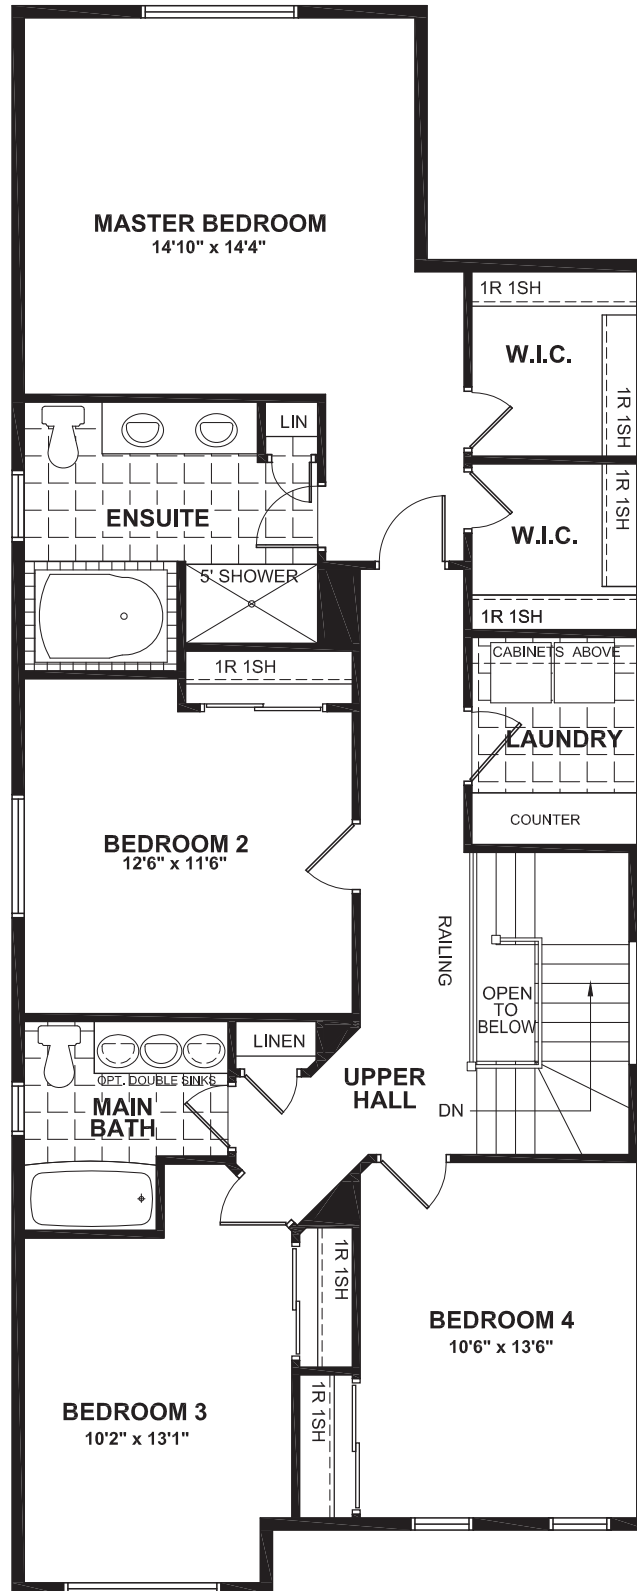 MASTER BEDROOM
14'10" x 14'4"
1R 1SH
W.I.C.
1R 1SH
LIN
1R 1SH
ENSUITE
W.I.C.
5' SHOWER
1R 1SH
CABINETS ABOVE
1R 1SH
LAUNDRY
COUNTER
BEDROOM 2
12'6" x 11'6"
RAILING
OPEN
TO
BELOW
LINEN
OPT. DOUBLE SINKS
UPPER
HALL
MAIN
BATH
DN
1R 1SH
BEDROOM 4
10'6" x 13'6"
1R 1SH
BEDROOM 3
10'2" x 13'1"